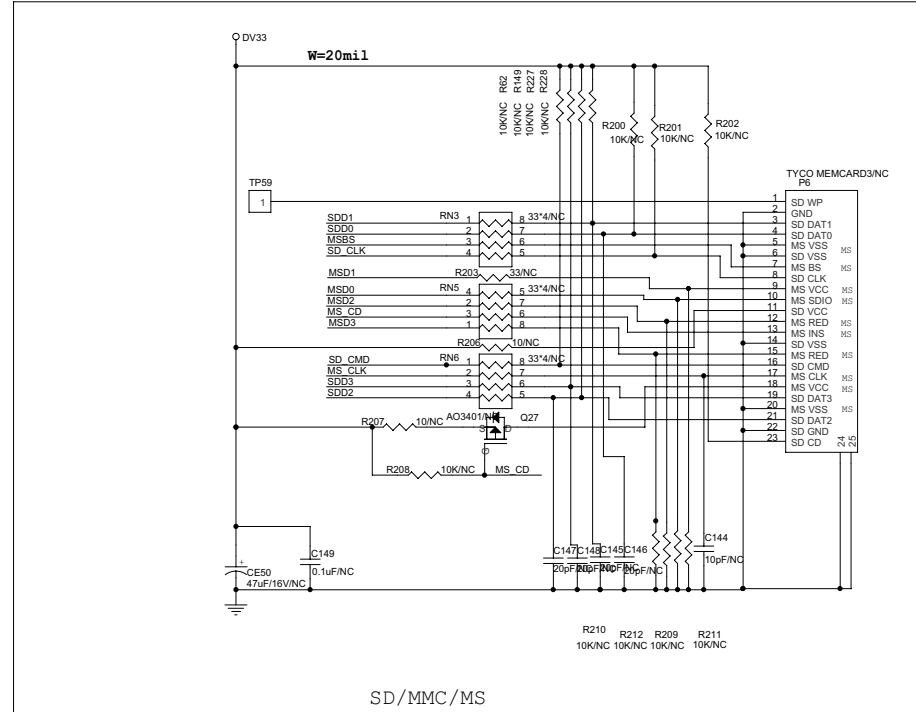 DV33
W=20mil
R62 R149 R227 R228
10K/NC 10K/NC 10K/NC 10K/NC
R200
10K/NC
R201
10K/NC
R202
10K/NC
TYCO MEMCARD3/NC
P6
TP59
1
SDD1 RN3 1 8 33*4/NC
SDD0 2 7
MSBS 3 6
SD_CLK 4 5
MSD1 R203 33/NC
MSD0 RN5 4 5 33*4/NC
MSD2 2 7
MS_CD 3 6
MSD3 1 8
R206 10/NC
SD_CMD RN6 1 8 33*4/NC
MS_CLK 2 7
SDD3 3 6
SDD2 4 5
1 SD WP
2 GND
3 SD DAT1
4 SD DAT0
5 MS VSS MS
6 SD VSS
7 MS BS MS
8 SD CLK
9 MS VCC MS
10 MS SDIO MS
11 SD VCC
12 MS RED MS
13 MS INS MS
14 SD VSS
15 MS RED MS
16 SD CMD
17 MS CLK MS
18 MS VCC MS
19 SD DAT3
20 MS VSS MS
21 SD DAT2
22 SD GND
23 SD CD
24
25
Q27
S D
G
R207 10/NC
R208 10K/NC MS_CD
C149
0.1uF/NC
+
CE50
47uF/16V/NC
C147 C148 C145 C146
20pF/NC 20pF/NC 20pF/NC 20pF/NC
C144
10pF/NC
R210 R212 R209 R211
10K/NC 10K/NC 10K/NC 10K/NC
SD/MMC/MS